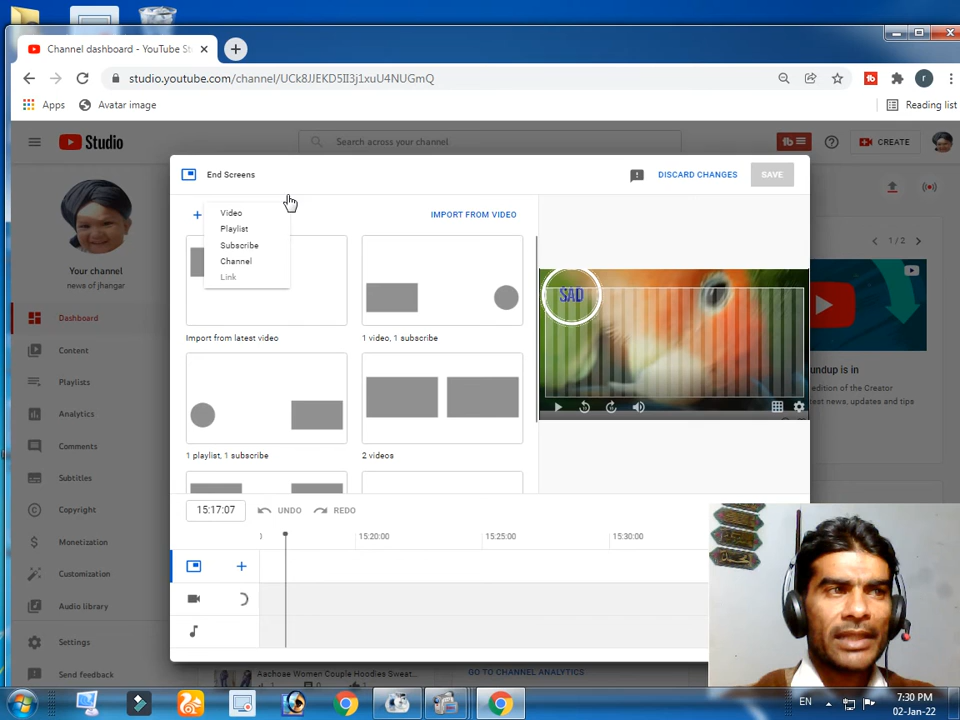 Channel dashboard - YouTube St
studio.youtube.com/channel/UCk8JJEKD5II3j1xuU4NUGmQ
r
Apps
Avatar image
Reading list
Studio
Search across your channel
CREATE
End Screens
DISCARD CHANGES
SAVE
Video
Playlist
Subscribe
Channel
Link
IMPORT FROM VIDEO
Import from latest video
1 video, 1 subscribe
1 playlist, 1 subscribe
2 videos
SAD
Your channel
news of jhangar
Dashboard
Content
Playlists
Analytics
Comments
Subtitles
Copyright
Monetization
Customization
Audio library
Settings
Send feedback
1 / 2
undup is in
edition of the Creator
test news, updates and tips
15:17:07
UNDO
REDO
15:20:00
15:25:00
15:30:00
Aachoae Women Couple Hoodies Sweat...
GO TO CHANNEL ANALYTICS
EN
7:30 PM
02-Jan-22